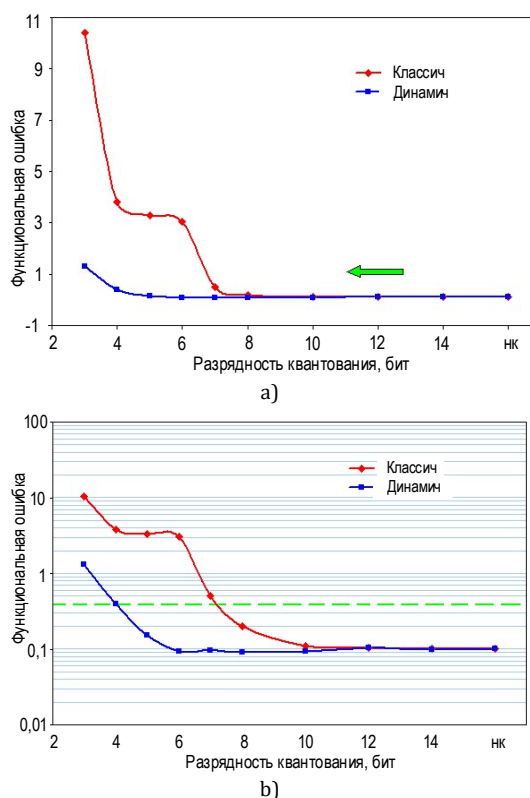 11
9
7
5
3
1
-1
Функциональная ошибка
Классич
Динамич
2 4 6 8 10 12 14 нк
Разрядность квантования, бит
a)
100
10
1
0,1
0,01
Функциональная ошибка
Классич
Динамич
2 4 6 8 10 12 14 нк
Разрядность квантования, бит
b)